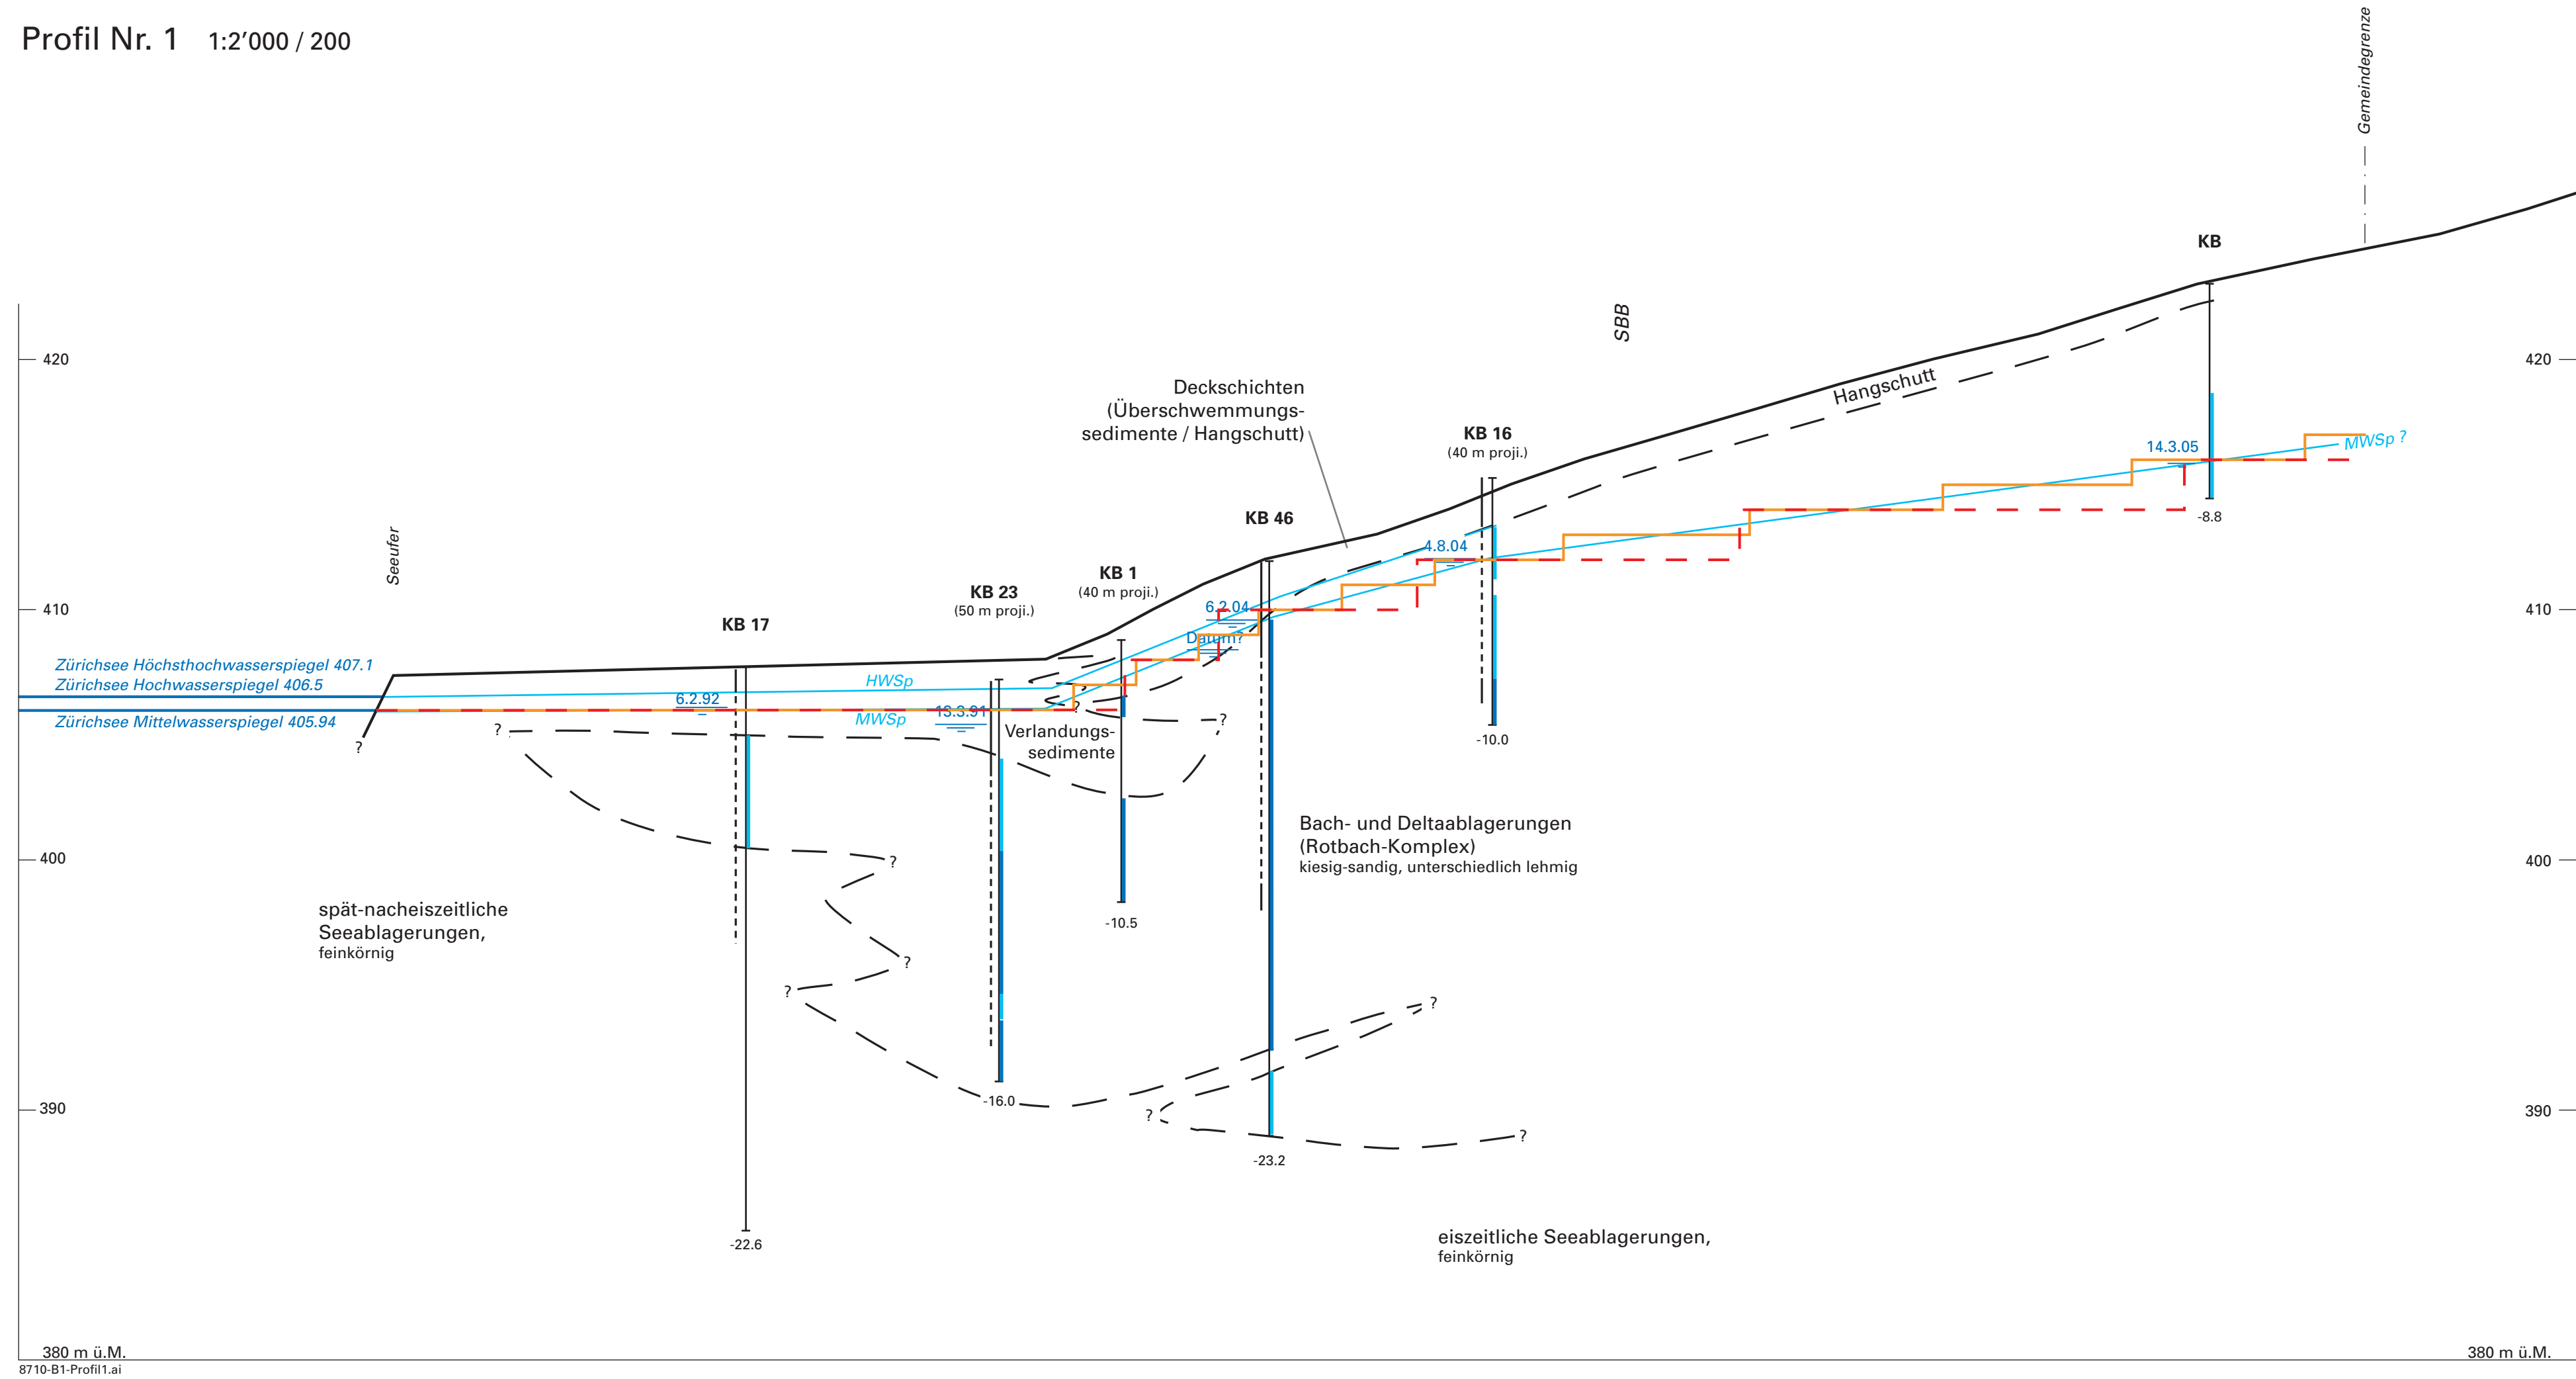 Profil Nr. 1 1:2’000 / 200
Gemeindegrenze
KB
SBB
420
420
Hangschutt
Deckschichten
(Überschwemmungs-
sedimente / Hangschutt)
KB 16
(40 m proji.)
14.3.05
MWSp ?
-8.8
KB 46
4.8.04
Seeufer
KB 1
(40 m proji.)
KB 23
(50 m proji.)
410
410
6.2.04
KB 17
Datum?
Zürichsee Höchsthochwasserspiegel 407.1
Zürichsee Hochwasserspiegel 406.5
HWSp
6.2.92
13.3.91
?
MWSp
Zürichsee Mittelwasserspiegel 405.94
?
?
?
Verlandungs-
sedimente
-10.0
Bach- und Deltaablagerungen
(Rotbach-Komplex)
kiesig-sandig, unterschiedlich lehmig
400
400
?
spät-nacheiszeitliche
Seeablagerungen,
feinkörnig
-10.5
?
?
?
-16.0
390
390
?
?
-23.2
-22.6
eiszeitliche Seeablagerungen,
feinkörnig
380 m ü.M.
380 m ü.M.
8710-B1-Profil1.ai